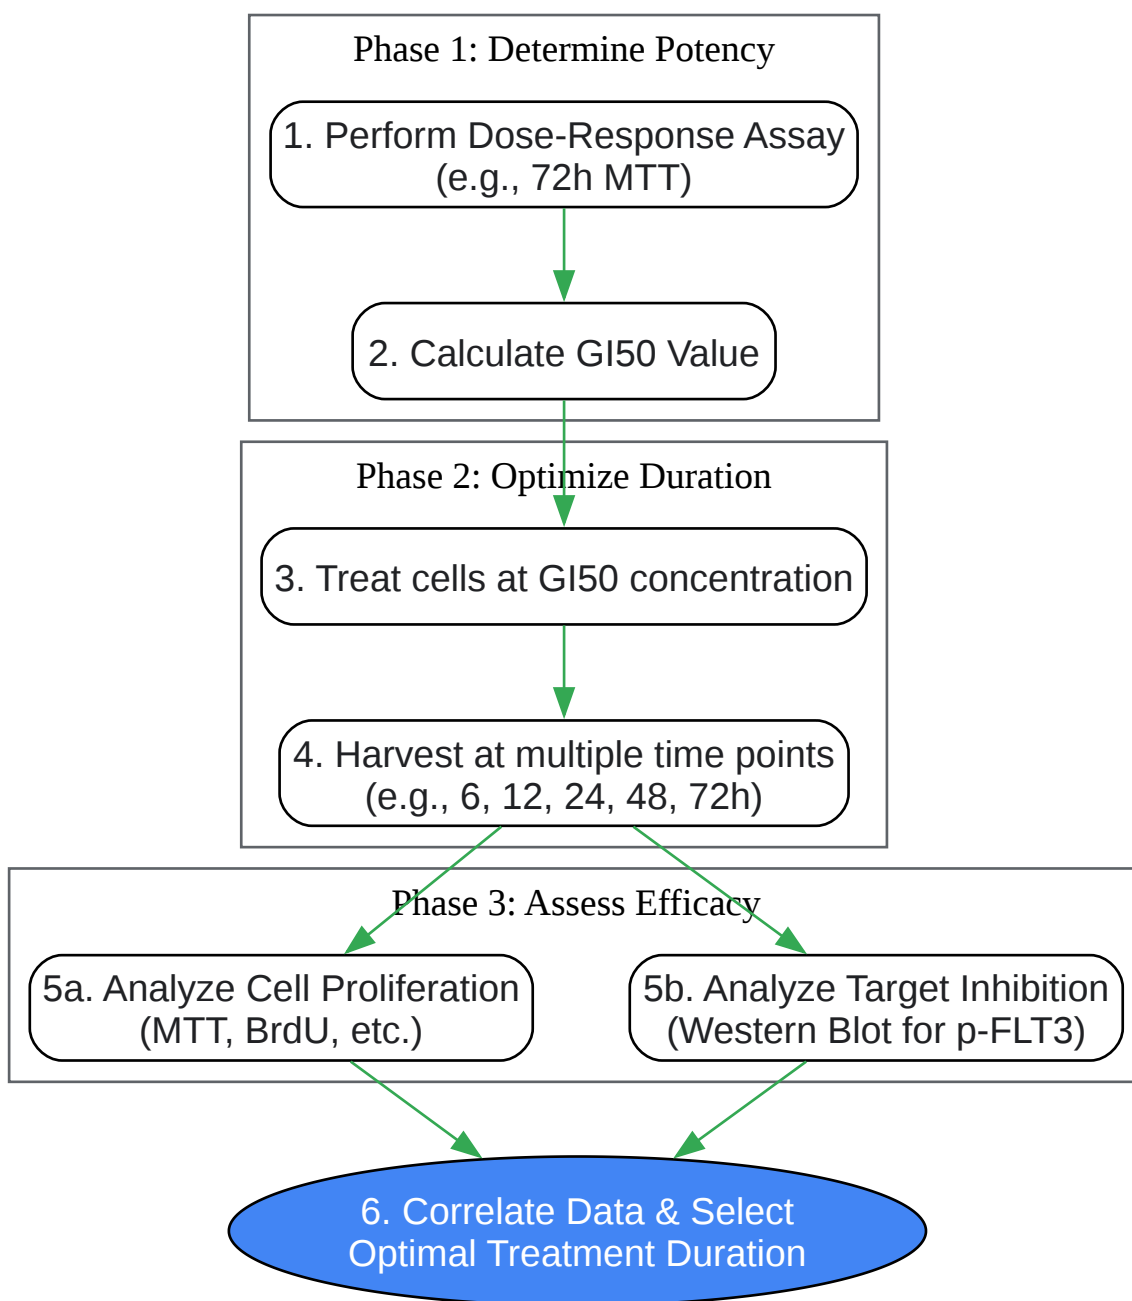 Phase 1: Determine Potency
1. Perform Dose-Response Assay
(e.g., 72h MTT)
2. Calculate GI50 Value
Phase 2: Optimize Duration
3. Treat cells at GI50 concentration
4. Harvest at multiple time points
(e.g., 6, 12, 24, 48, 72h)
Phase 3: Assess Efficacy
5a. Analyze Cell Proliferation
(MTT, BrdU, etc.)
5b. Analyze Target Inhibition
(Western Blot for p-FLT3)
6. Correlate Data & Select
Optimal Treatment Duration